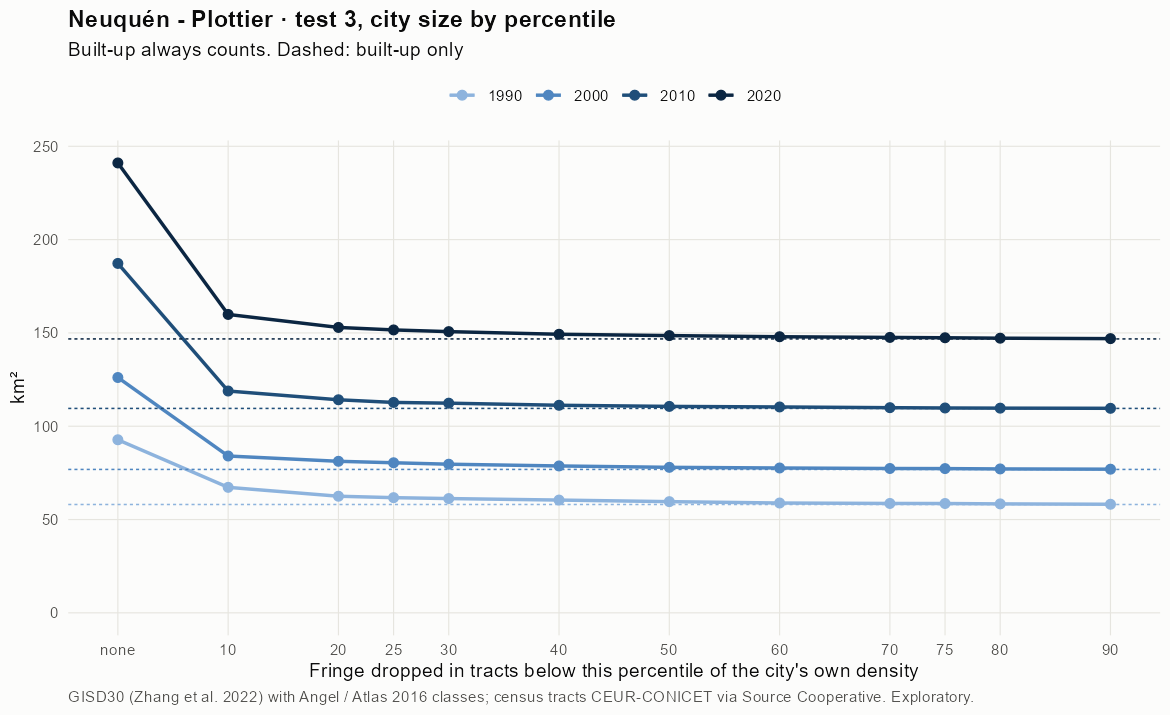 Neuquén - Plottier · test 3, city size by percentile
Built-up always counts. Dashed: built-up only
1990 2000 2010 2020
250
200
150
100
50
0
km²
none 10 20 25 30 40 50 60 70 75 80 90
Fringe dropped in tracts below this percentile of the city's own density
GISD30 (Zhang et al. 2022) with Angel / Atlas 2016 classes; census tracts CEUR-CONICET via Source Cooperative. Exploratory.